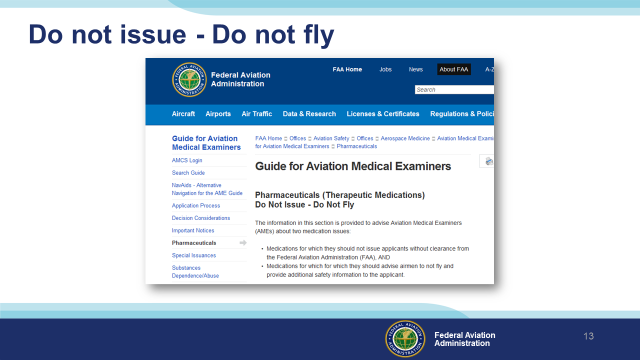 Do not issue - Do not fly
Federal Aviation
Administration
FAA Home Jobs News About FAA A-Z
Search
Aircraft Airports Air Traffic Data & Research Licenses & Certificates Regulations & Polici
Guide for Aviation
Medical Examiners
AMCS Login
Search Guide
NavAids - Alternative
Navigation for the AME Guide
Application Process
Decision Considerations
Important Notices
Pharmaceuticals
Special Issuances
Substances
Dependence/Abuse
FAA Home :: Offices :: Aviation Safety :: Offices :: Aerospace Medicine :: Aviation Medical Exami
for Aviation Medical Examiners :: Pharmaceuticals
Guide for Aviation Medical Examiners
Pharmaceuticals (Therapeutic Medications)
Do Not Issue - Do Not Fly
The information in this section is provided to advise Aviation Medical Examiners
(AMEs) about two medication issues:
• Medications for which they should not issue applicants without clearance from
the Federal Aviation Administration (FAA), AND
• Medications for which for which they should advise airmen to not fly and
provide additional safety information to the applicant.
Federal Aviation
Administration
13